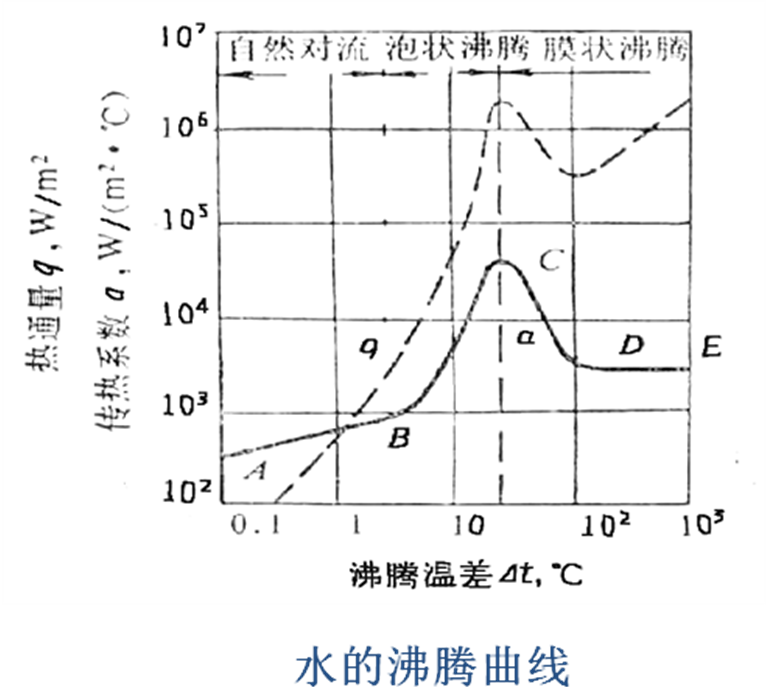 10⁷
自然对流 泡状沸腾 膜状沸腾
10⁶
10⁵
10⁴
10³
10²
热通量 q, W/m²
传热系数 a, W/(m²·℃)
C
q
a
D
E
B
A
0.1
1
10
10²
10³
沸腾温差 Δt, ℃
水的沸腾曲线